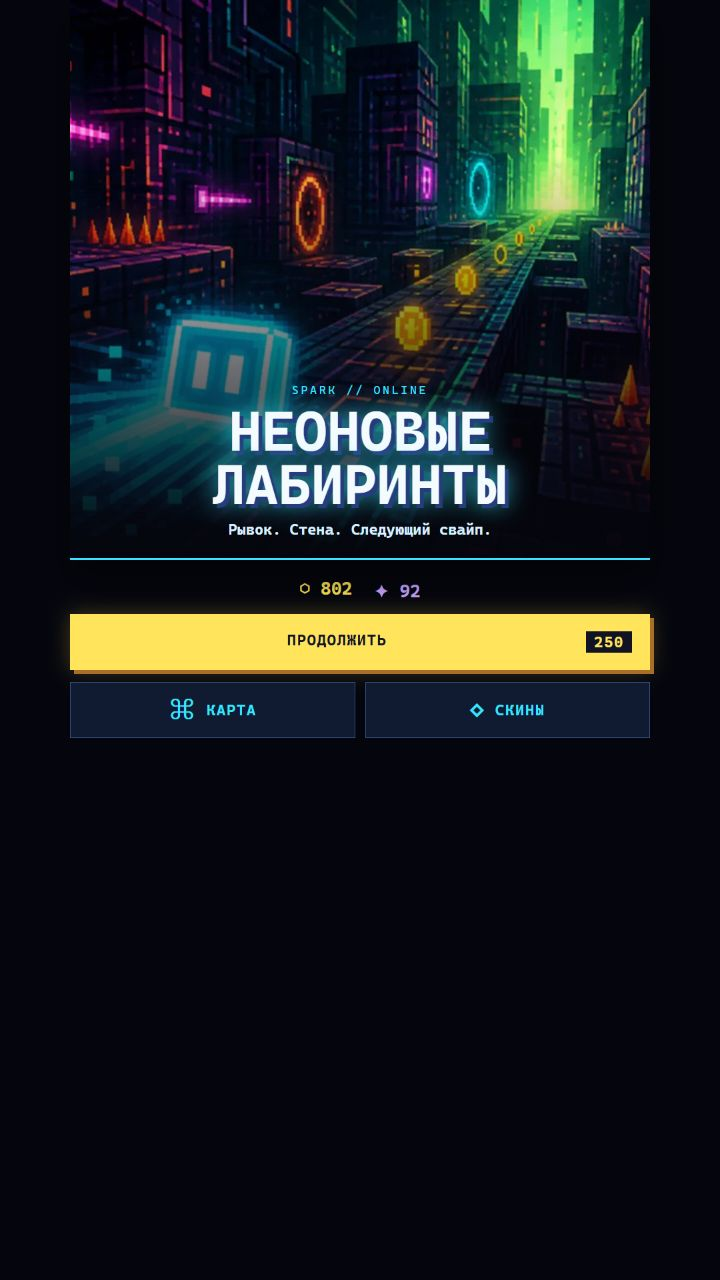 SPARK // ONLINE
НЕОНОВЫЕ
ЛАБИРИНТЫ
Рывок. Стена. Следующий свайп.
802 92
ПРОДОЛЖИТЬ 250
⌘ КАРТА
СКИНЫ